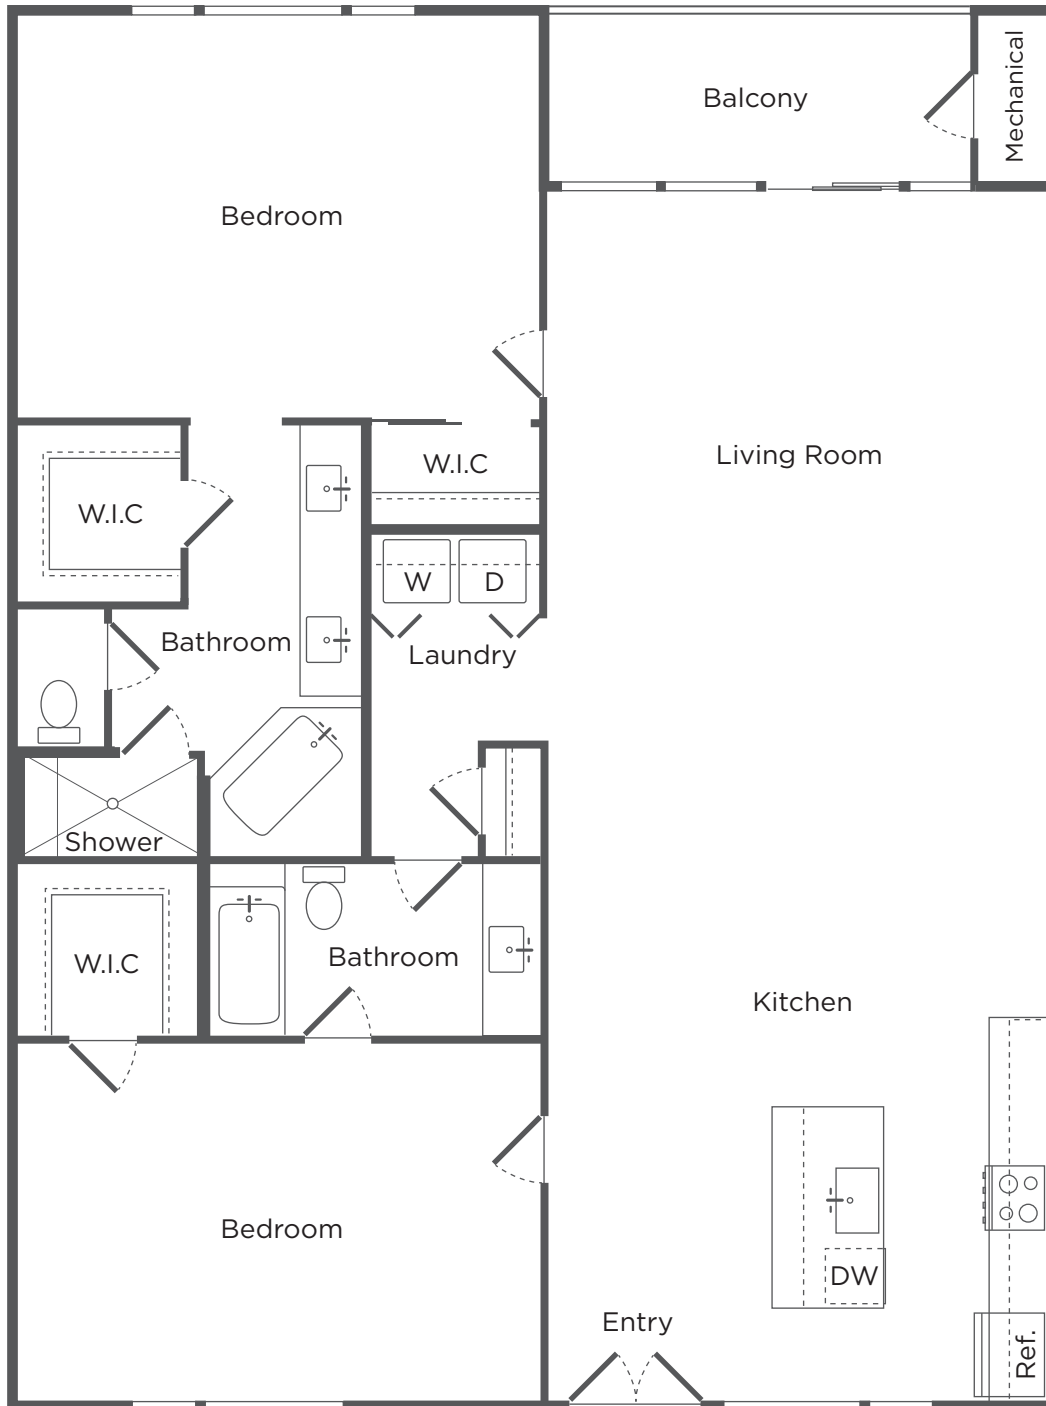 Mechanical
Balcony
Bedroom
Living Room
W.I.C
W.I.C
W
D
Bathroom
Laundry
Shower
Bathroom
W.I.C
Kitchen
Bedroom
DW
Entry
Ref.